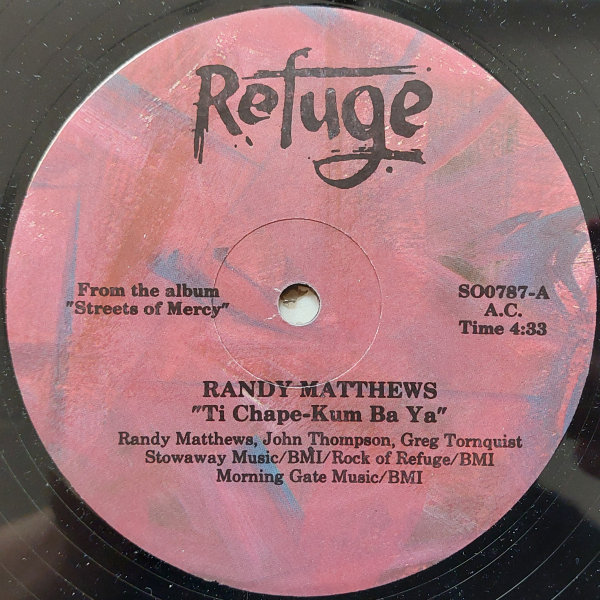 Refuge
From the album
"Streets of Mercy"
SO0787-A
A.C.
Time 4:33
RANDY MATTHEWS
"Ti Chape-Kum Ba Ya"
Randy Matthews, John Thompson, Greg Tornquist
Stowaway Music/BMI/Rock of Refuge/BMI
Morning Gate Music/BMI